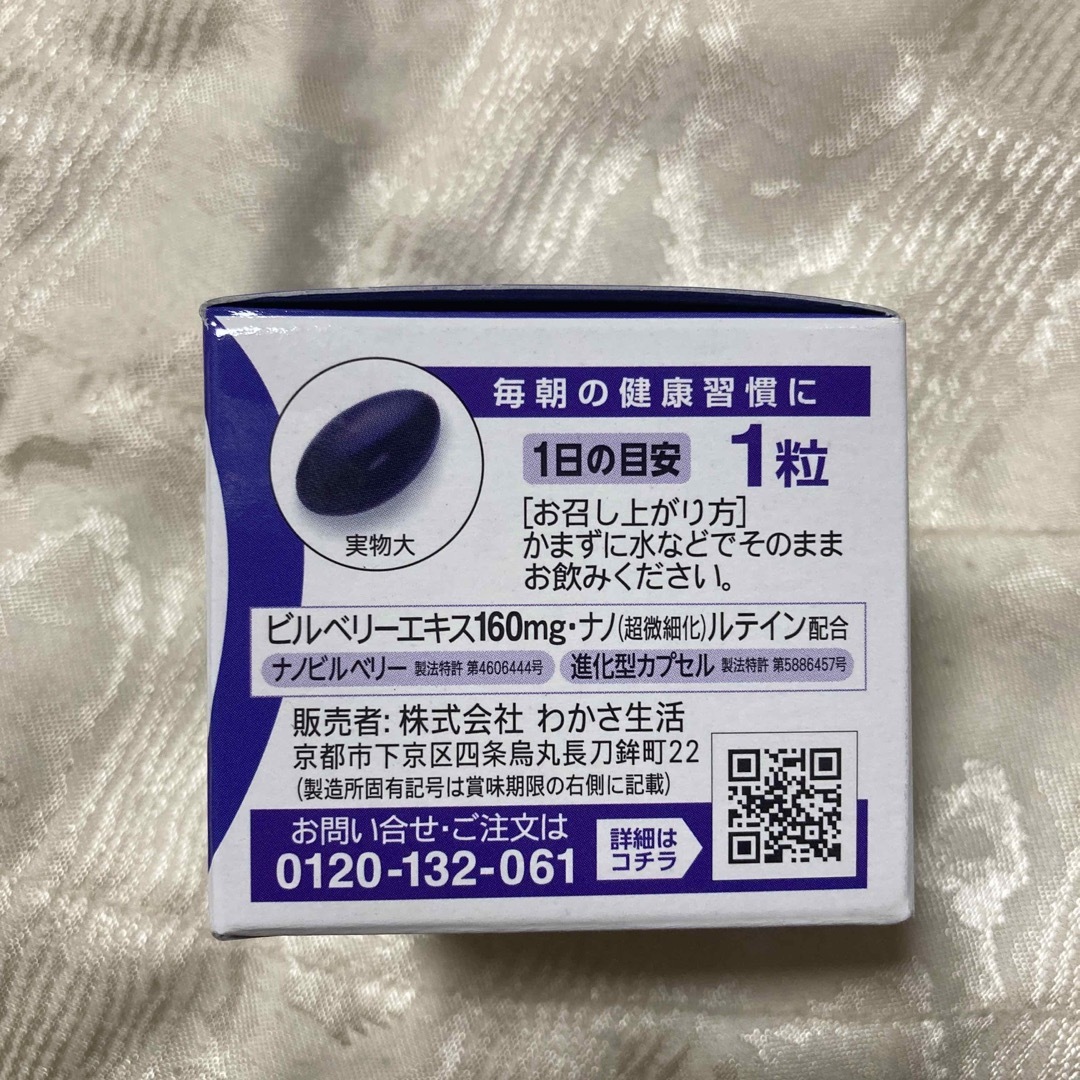 毎朝の健康習慣に
1日の目安 1粒
[お召し上がり方]
かまずに水などでそのまま
お飲みください。
実物大
ビルベリーエキス160mg・ナノ(超微細化)ルテイン配合
ナノビルベリー 製法特許 第4606444号 進化型カプセル 製法特許 第5886457号
販売者: 株式会社 わかさ生活
京都市下京区四条烏丸長刀鉾町22
(製造所固有記号は賞味期限の右側に記載)
お問い合せ・ご注文は
0120-132-061
詳細は
コチラ